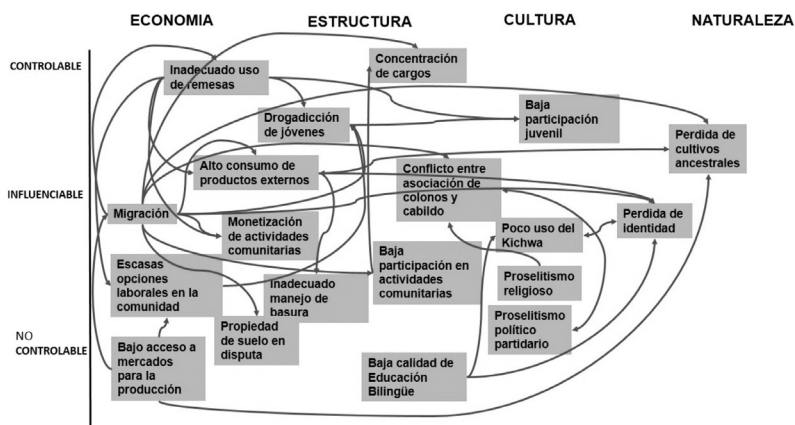 ECONOMIA
ESTRUCTURA
CULTURA
NATURALEZA
CONTROLABLE
Inadecuado uso
de remesas
Concentración
de cargos
Drogadicción
de jóvenes
Baja
participación
juvenil
Perdida de
cultivos
ancestrales
Alto consumo de
productos externos
Conflicto entre
asociación de
colonos y
cabildo
INFLUENCIABLE
Migración
Monetización
de actividades
comunitarias
Poco uso del
Kichwa
Perdida de
identidad
Escasas
opciones
laborales en la
comunidad
Inadecuado
manejo de
basura
Baja
participación en
actividades
comunitarias
Proselitismo
religioso
Propiedad
de suelo en
disputa
Proselitismo
político
partidario
NO
CONTROLABLE
Bajo acceso a
mercados
para la
producción
Baja calidad de
Educación
Bilingüe